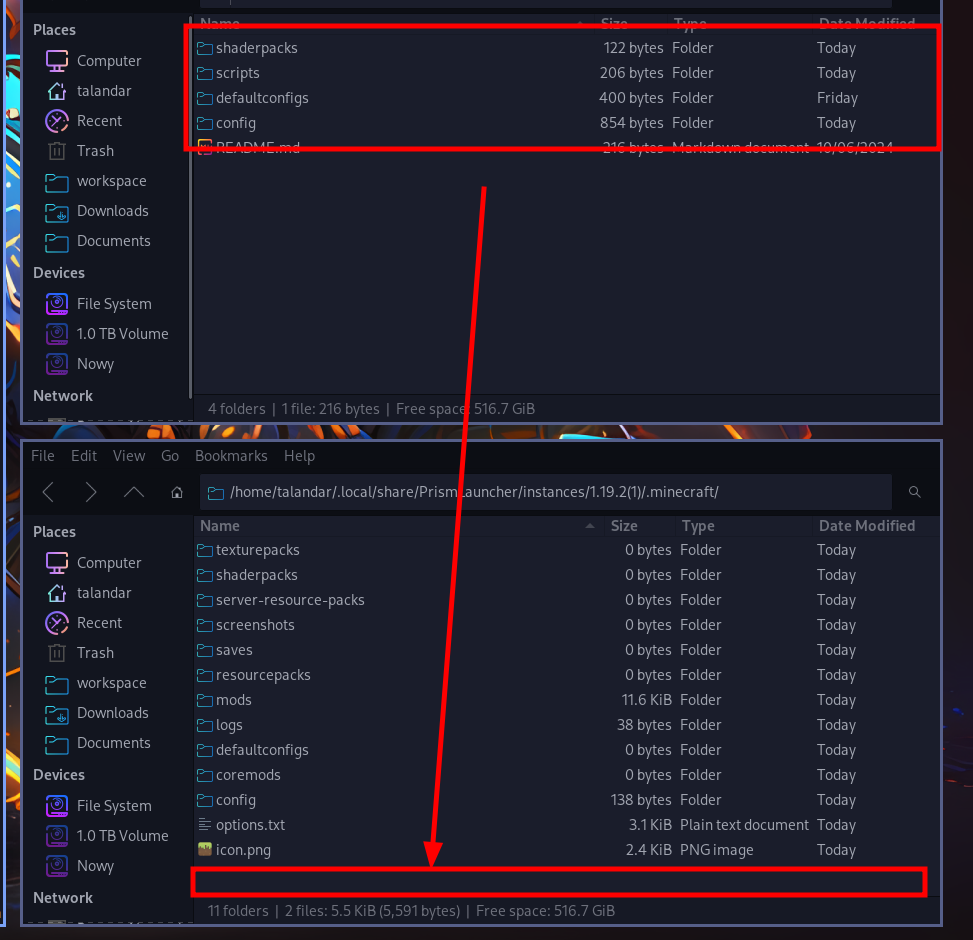 Name Size Type Date Modified
Places
shaderpacks 122 bytes Folder Today
Computer
scripts 206 bytes Folder Today
talandar
defaultconfigs 400 bytes Folder Friday
Recent
config 854 bytes Folder Today
Trash
README.md 216 bytes Markdown document 10/06/2024
workspace
Downloads
Documents
Devices
File System
1.0 TB Volume
Nowy
Network
4 folders | 1 file: 216 bytes | Free space: 516.7 GiB
File Edit View Go Bookmarks Help
/home/talandar/.local/share/PrismLauncher/instances/1.19.2(1)/.minecraft/
Name Size Type Date Modified
Places
texturepacks 0 bytes Folder Today
Computer
shaderpacks 0 bytes Folder Today
talandar
server-resource-packs 0 bytes Folder Today
Recent
screenshots 0 bytes Folder Today
Trash
saves 0 bytes Folder Today
workspace
resourcepacks 0 bytes Folder Today
mods 11.6 KiB Folder Today
Downloads
logs 38 bytes Folder Today
Documents
defaultconfigs 0 bytes Folder Today
Devices
coremods 0 bytes Folder Today
File System
config 138 bytes Folder Today
1.0 TB Volume
options.txt 3.1 KiB Plain text document Today
Nowy
icon.png 2.4 KiB PNG image Today
Network
11 folders | 2 files: 5.5 KiB (5,591 bytes) | Free space: 516.7 GiB